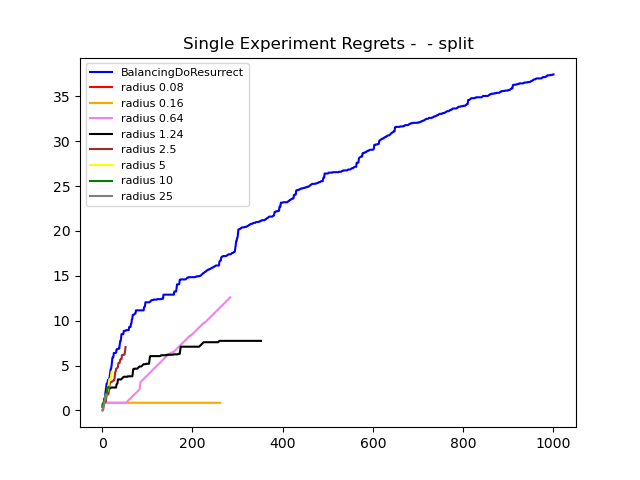 Single Experiment Regrets -  - split
BalancingDoResurrect
radius 0.08
radius 0.16
radius 0.64
radius 1.24
radius 2.5
radius 5
radius 10
radius 25
35
30
25
20
15
10
5
0
0 200 400 600 800 1000